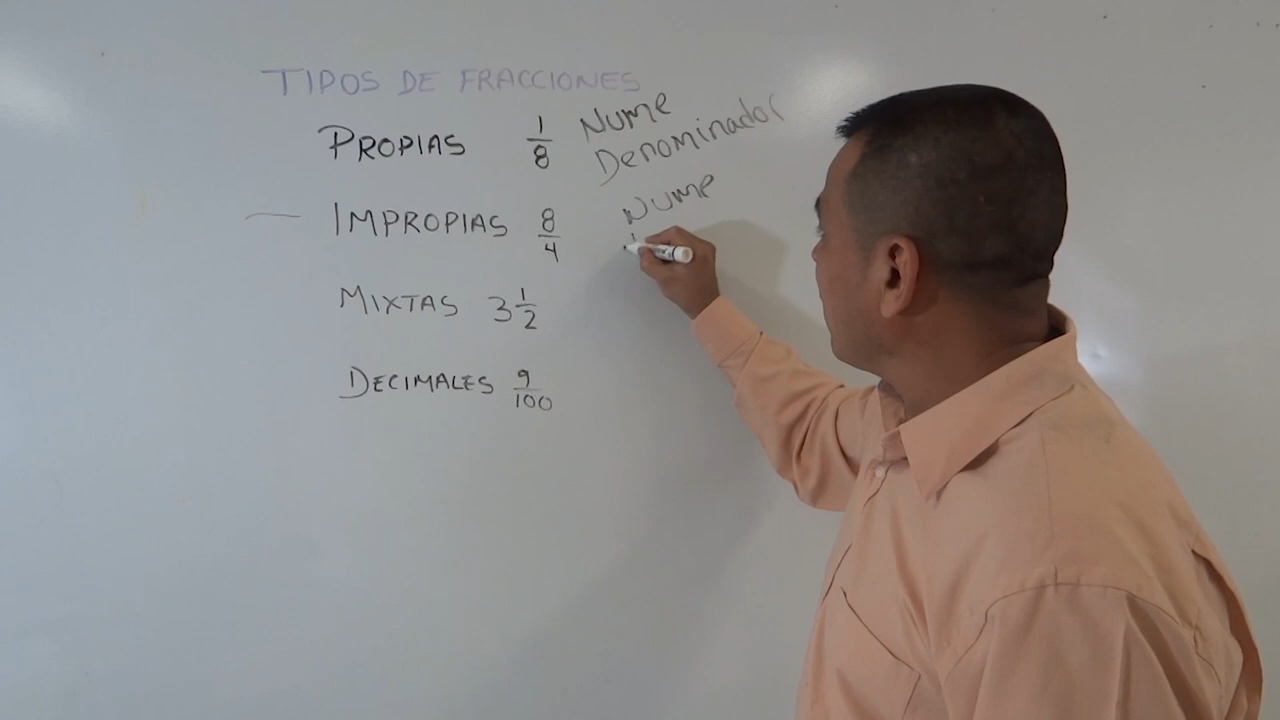 TIPOS DE FRACCIONES
PROPIAS 1/8 Nume
Denominador
IMPROPIAS 8/4 Nume
MIXTAS 3 1/2
DECIMALES 9/100